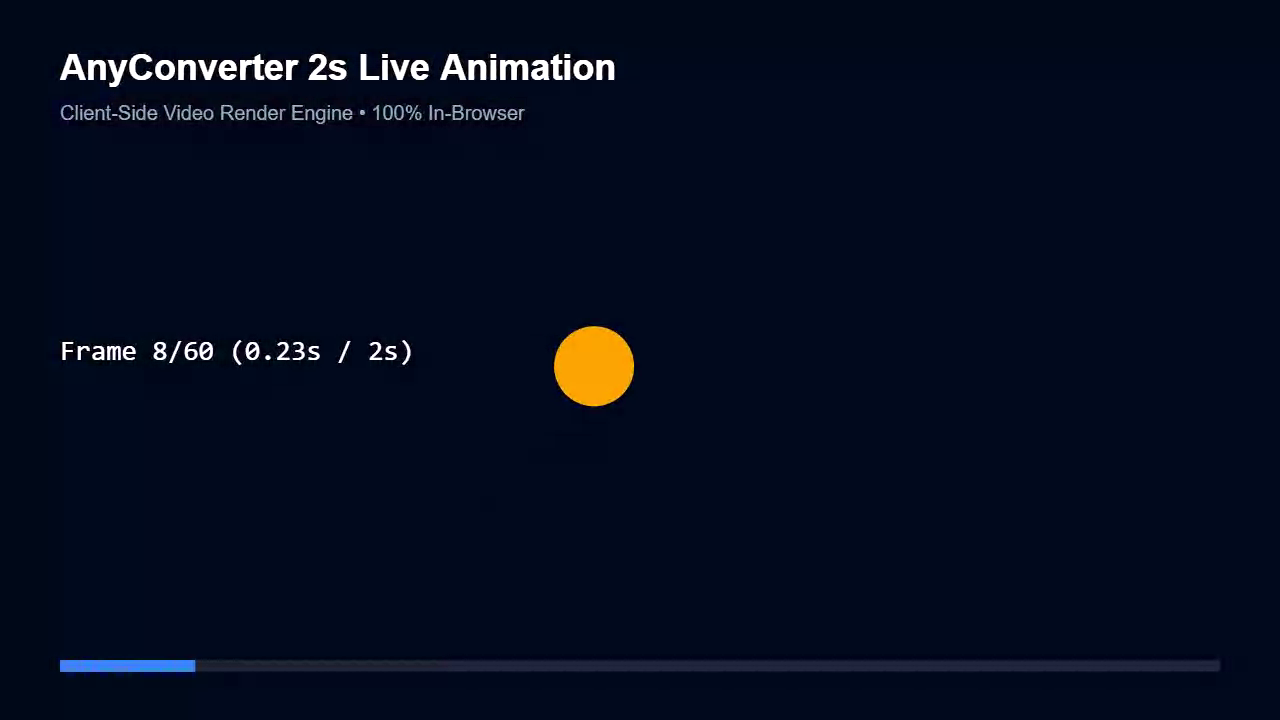 AnyConverter 2s Live Animation
Client-Side Video Render Engine • 100% In-Browser
Frame 8/60 (0.23s / 2s)